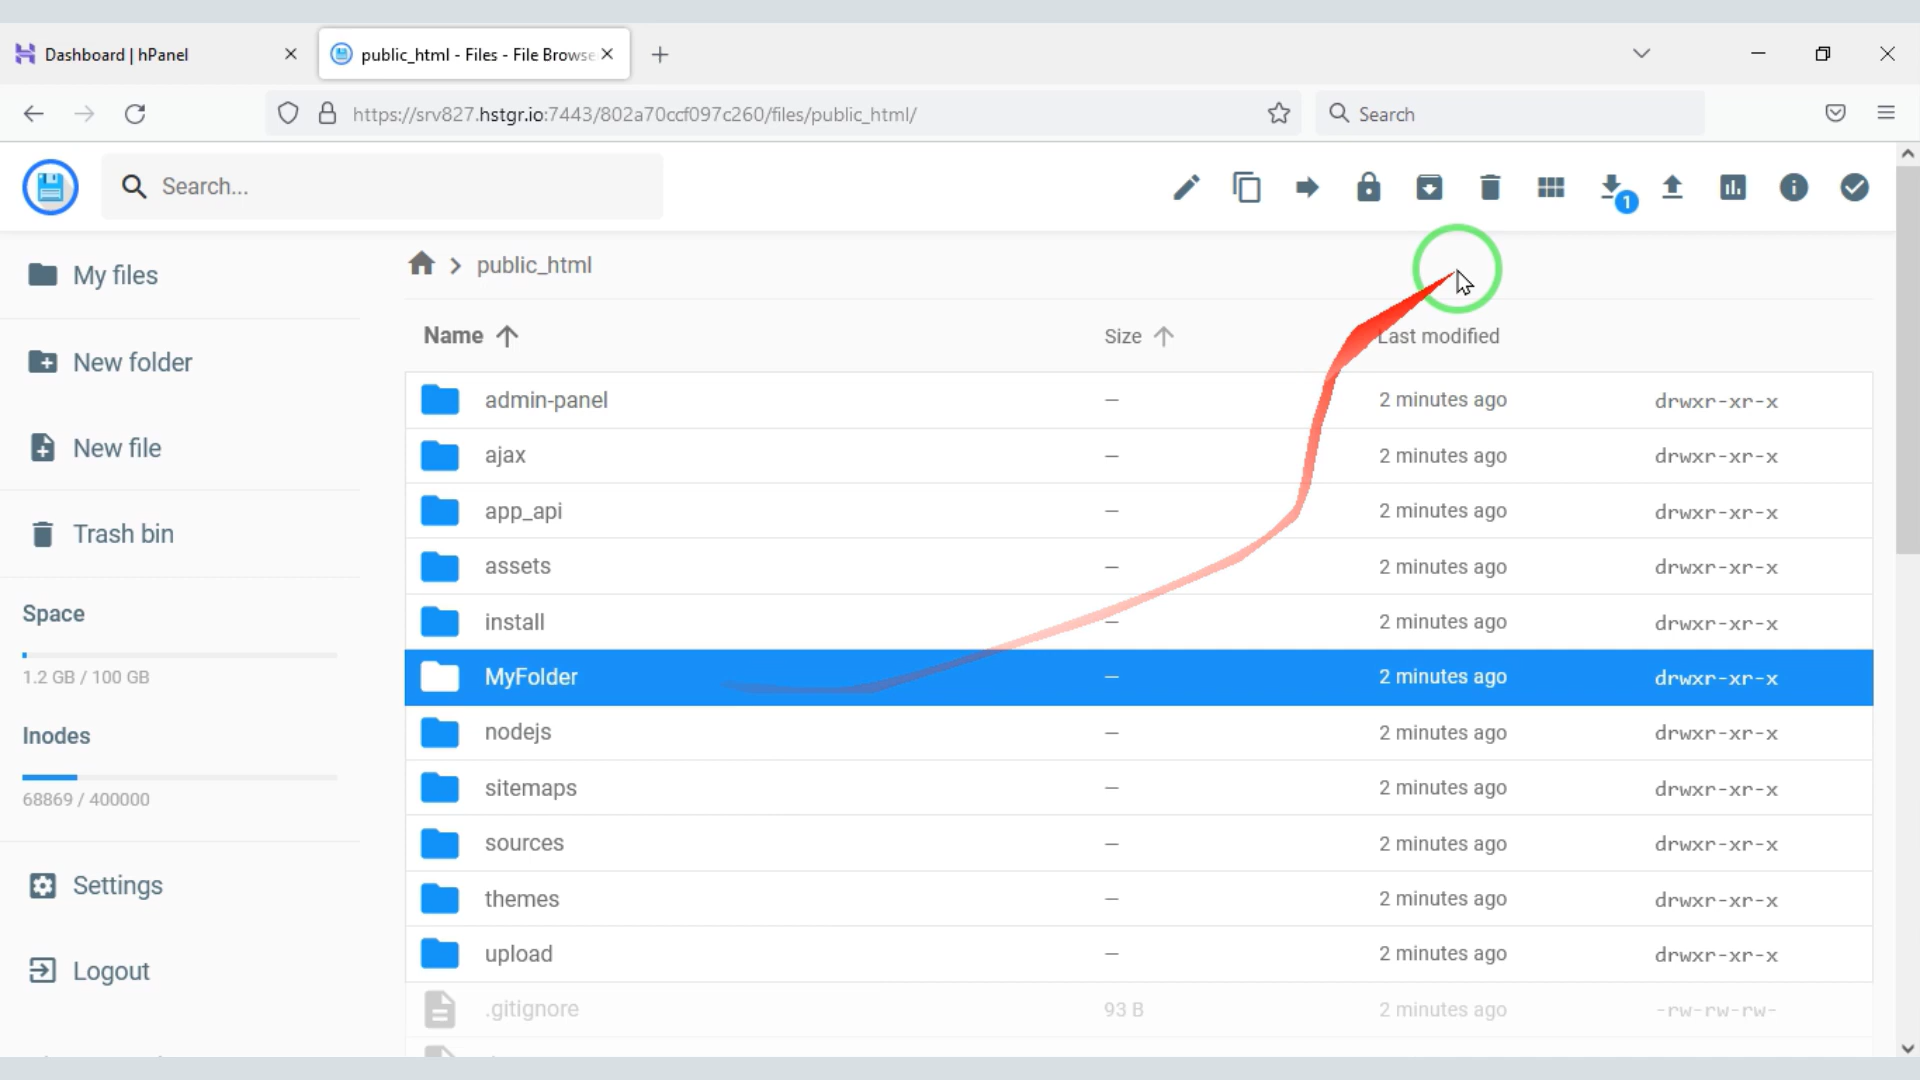 Dashboard | hPanel
public_html - Files - File Browse
https://srv827.hstgr.io:7443/802a70ccf097c260/files/public_html/
Search
Search...
1
My files
New folder
New file
Trash bin
Space
1.2 GB / 100 GB
Inodes
68869 / 400000
Settings
Logout
public_html
Name Size Last modified
admin-panel — 2 minutes ago drwxr-xr-x
ajax — 2 minutes ago drwxr-xr-x
app_api — 2 minutes ago drwxr-xr-x
assets — 2 minutes ago drwxr-xr-x
install — 2 minutes ago drwxr-xr-x
MyFolder — 2 minutes ago drwxr-xr-x
nodejs — 2 minutes ago drwxr-xr-x
sitemaps — 2 minutes ago drwxr-xr-x
sources — 2 minutes ago drwxr-xr-x
themes — 2 minutes ago drwxr-xr-x
upload — 2 minutes ago drwxr-xr-x
.gitignore 93 B 2 minutes ago -rw-rw-rw-